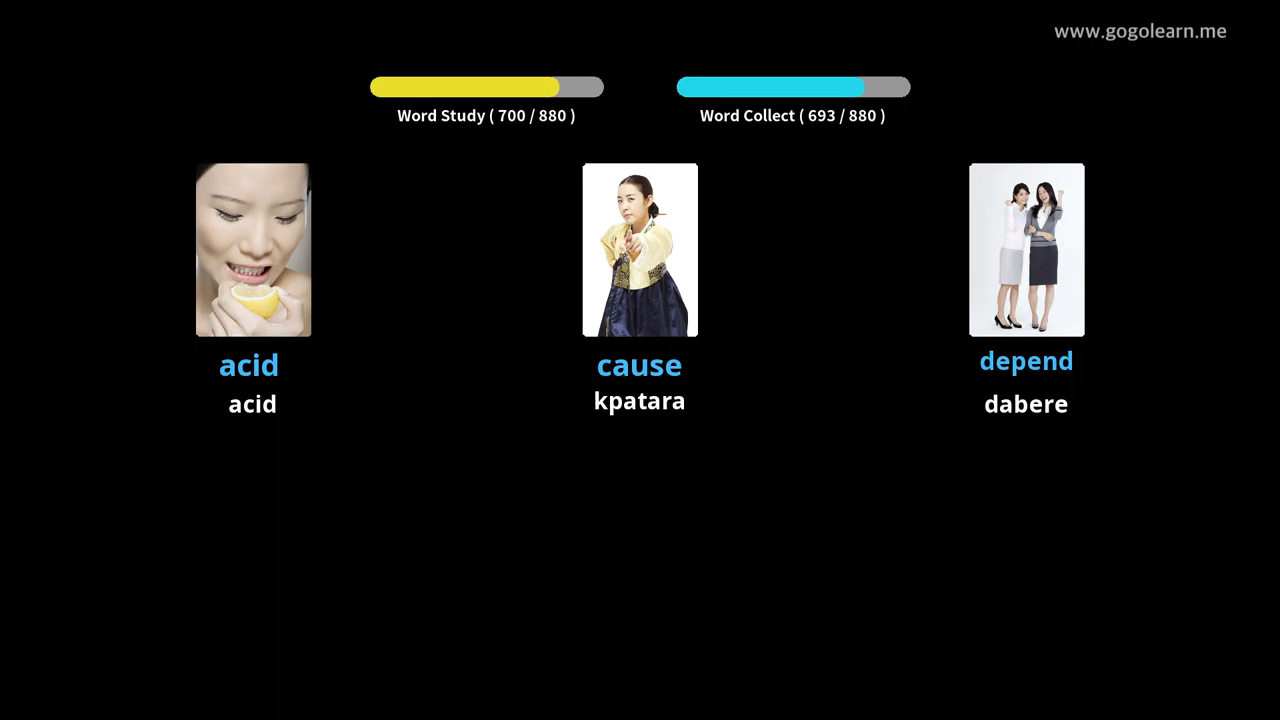 www.gogolearn.me
Word Study ( 700 / 880 )
Word Collect ( 693 / 880 )
acid
acid
cause
kpatara
depend
dabere